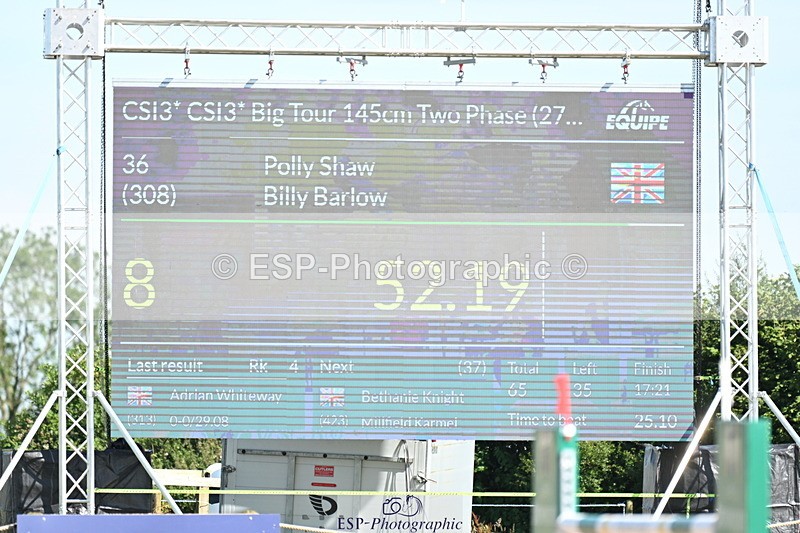 CSI3* CSI3* Big Tour 145cm Two Phase (27...
EQUIPE
36 Polly Shaw
(308) Billy Barlow
© ESP-Photographic ©
8 52.19
Last result Rk 4 Next (37) Total Left Finish
Adrian Whiteway Bethanie Knight 65 35 17:21
(313) 0-0/29.08 (423) Millfield Karmel Time to beat 25.10
ESP-Photographic